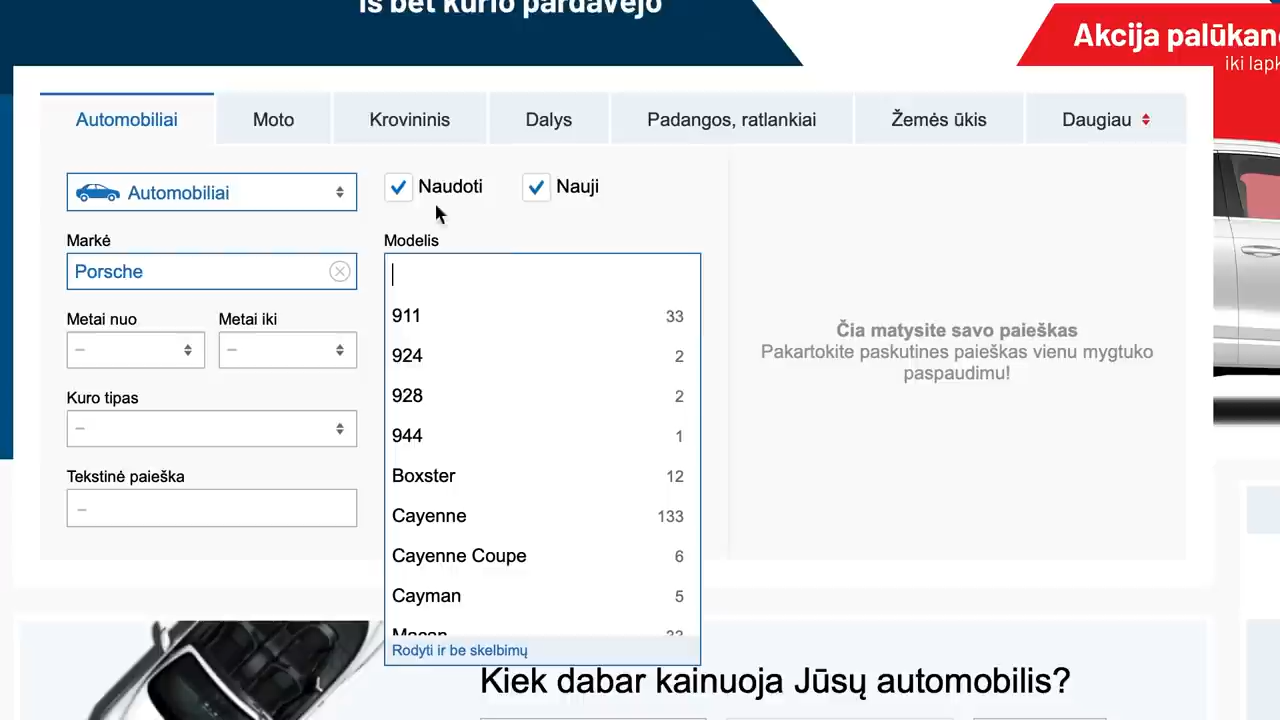 iš bet kurio pardavėjo
Akcija palūkan
iki lapk
Automobiliai
Moto
Krovininis
Dalys
Padangos, ratlankiai
Žemės ūkis
Daugiau
Automobiliai
Naudoti
Nauji
Markė
Modelis
Porsche
911 33
Metai nuo
Metai iki
–
–
924 2
928 2
Kuro tipas
–
944 1
Tekstinė paieška
–
Boxster 12
Cayenne 133
Cayenne Coupe 6
Cayman 5
Macan
Rodyti ir be skelbimų
Čia matysite savo paieškas
Pakartokite paskutines paieškas vienu mygtuko
paspaudimu!
Kiek dabar kainuoja Jūsų automobilis?